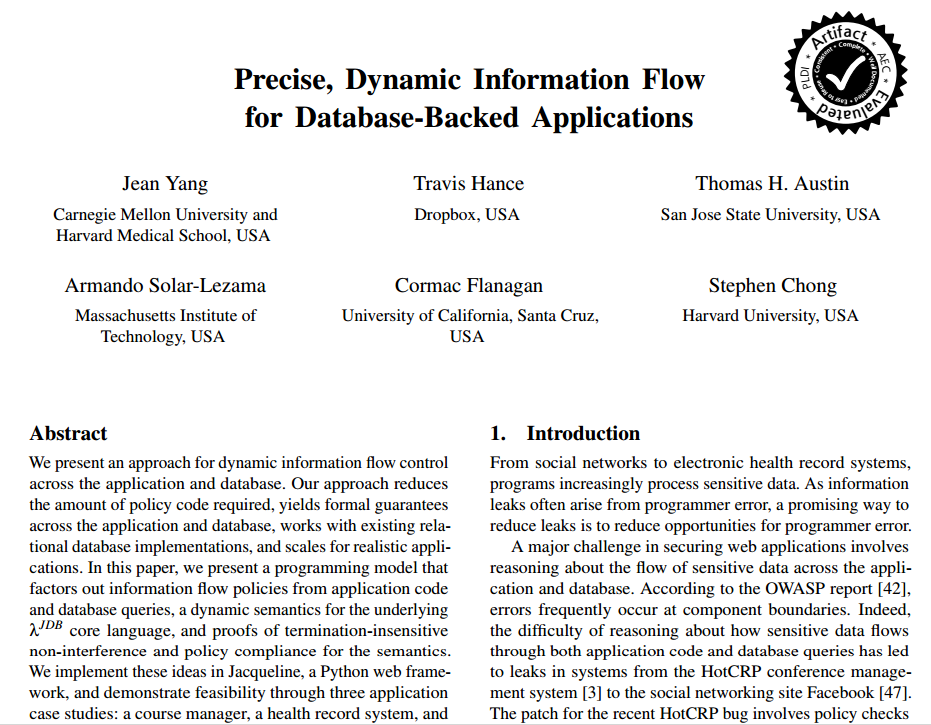 Precise, Dynamic Information Flow
for Database-Backed Applications
Artifact
Consistent * Complete * Well Documented * Easy to Reuse *
Evaluated
* PLDI *
* AEC *
Jean Yang
Carnegie Mellon University and
Harvard Medical School, USA
Travis Hance
Dropbox, USA
Thomas H. Austin
San Jose State University, USA
Armando Solar-Lezama
Massachusetts Institute of
Technology, USA
Cormac Flanagan
University of California, Santa Cruz,
USA
Stephen Chong
Harvard University, USA
Abstract
We present an approach for dynamic information flow control
across the application and database. Our approach reduces
the amount of policy code required, yields formal guarantees
across the application and database, works with existing rela-
tional database implementations, and scales for realistic appli-
cations. In this paper, we present a programming model that
factors out information flow policies from application code
and database queries, a dynamic semantics for the underlying
λ^JDB core language, and proofs of termination-insensitive
non-interference and policy compliance for the semantics.
We implement these ideas in Jacqueline, a Python web frame-
work, and demonstrate feasibility through three application
case studies: a course manager, a health record system, and
1. Introduction
From social networks to electronic health record systems,
programs increasingly process sensitive data. As information
leaks often arise from programmer error, a promising way to
reduce leaks is to reduce opportunities for programmer error.
A major challenge in securing web applications involves
reasoning about the flow of sensitive data across the appli-
cation and database. According to the OWASP report [42],
errors frequently occur at component boundaries. Indeed,
the difficulty of reasoning about how sensitive data flows
through both application code and database queries has led
to leaks in systems from the HotCRP conference manage-
ment system [3] to the social networking site Facebook [47].
The patch for the recent HotCRP bug involves policy checks